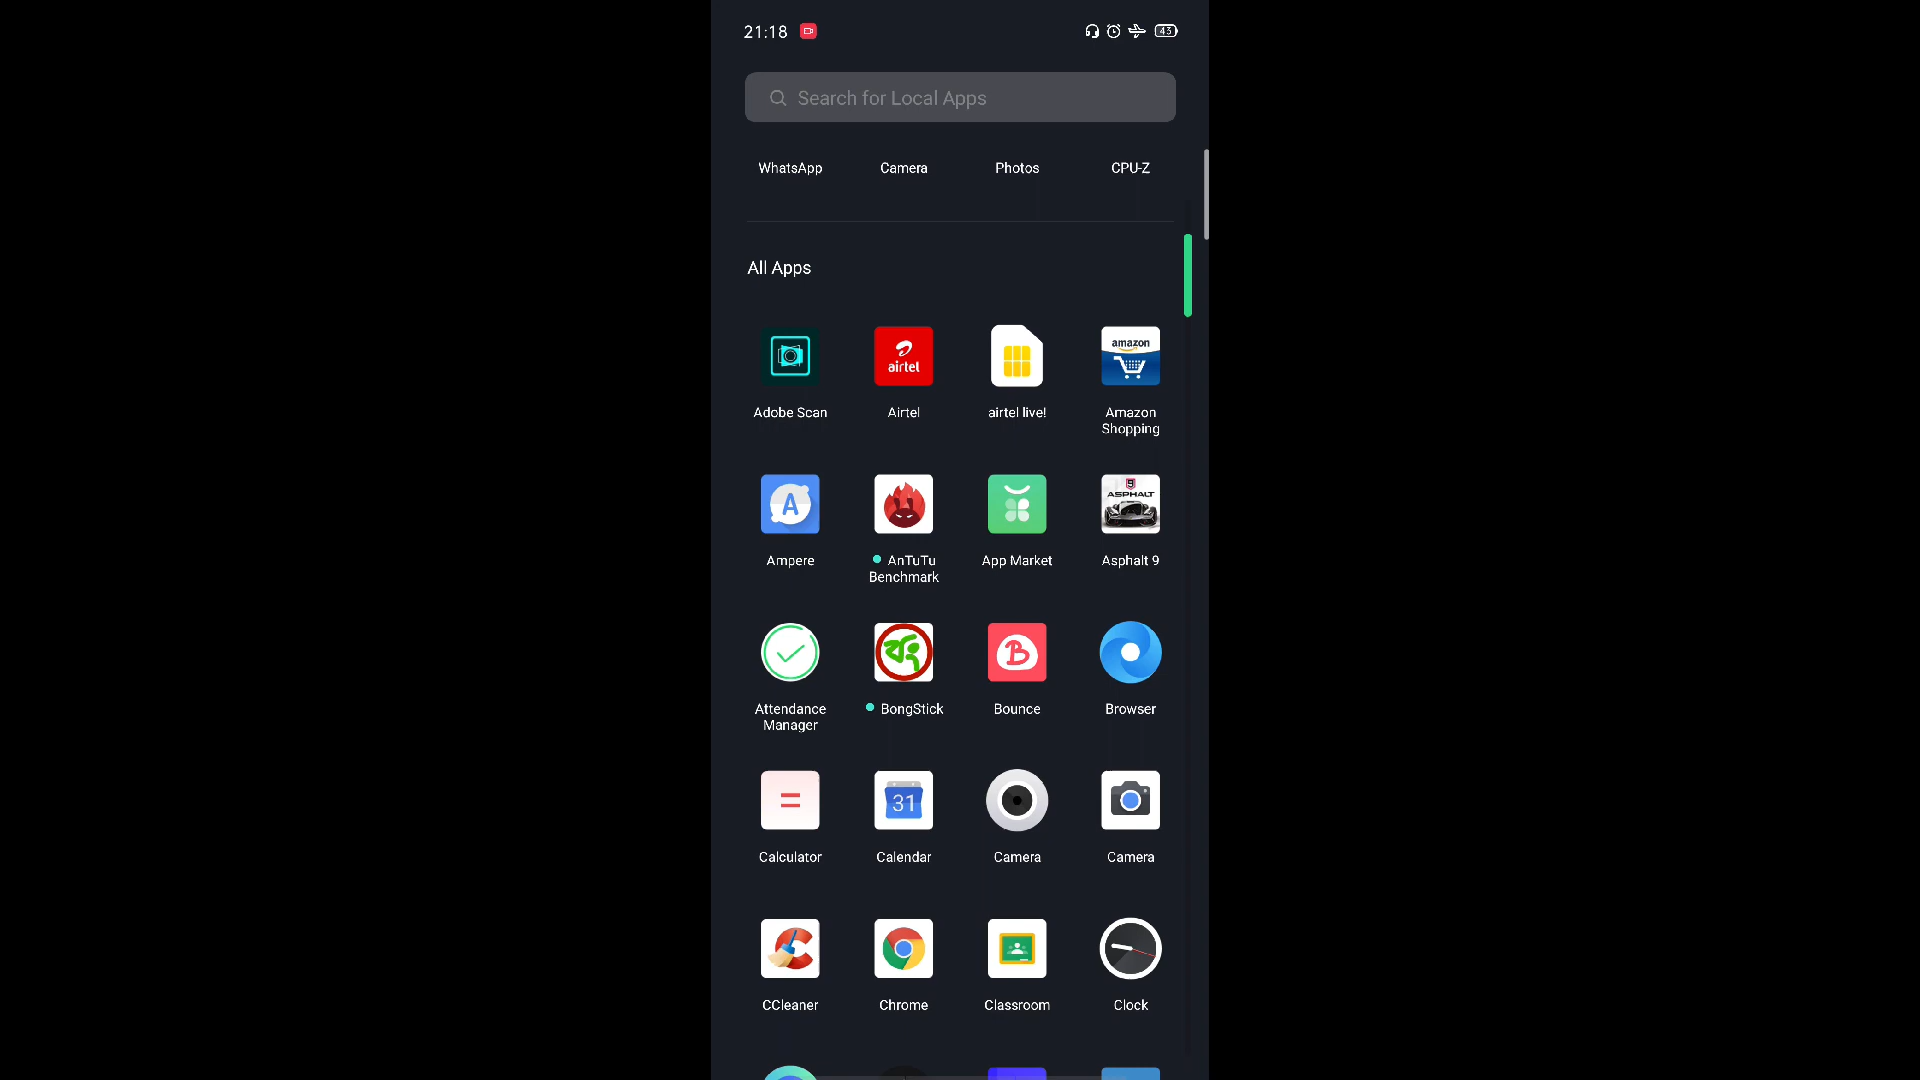 21:18
43
Search for Local Apps
WhatsApp Camera Photos CPU-Z
All Apps
airtel
amazon
Adobe Scan Airtel airtel live! Amazon
Shopping
A
9
ASPHALT
Ampere AnTuTu App Market Asphalt 9
Benchmark
বং
B
Attendance BongStick Bounce Browser
Manager
31
Calculator Calendar Camera Camera
CCleaner Chrome Classroom Clock